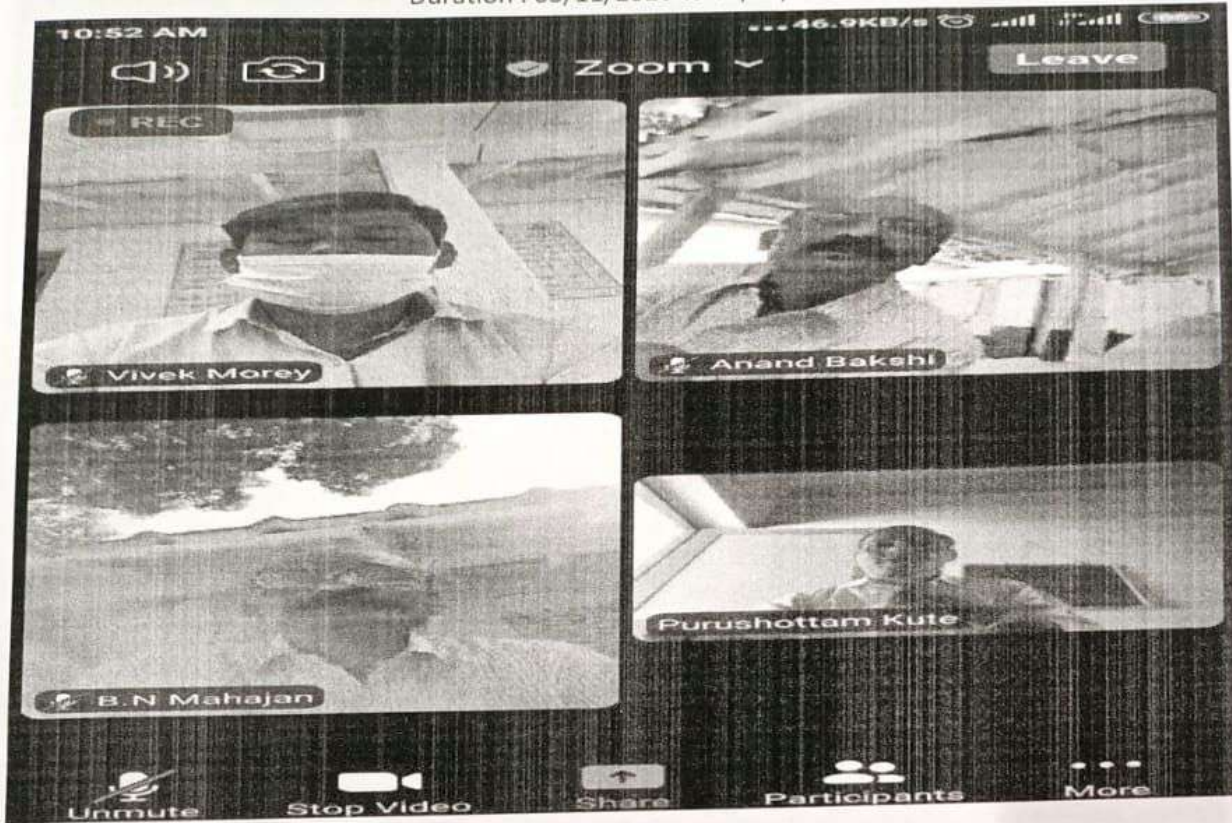 10:52 AM ...46.9KB/s
Zoom
Leave
REC
Vivek Morey
Anand Bakshi
B.N Mahajan
Purushottam Kute
Unmute
Stop Video
Share
Participants
More